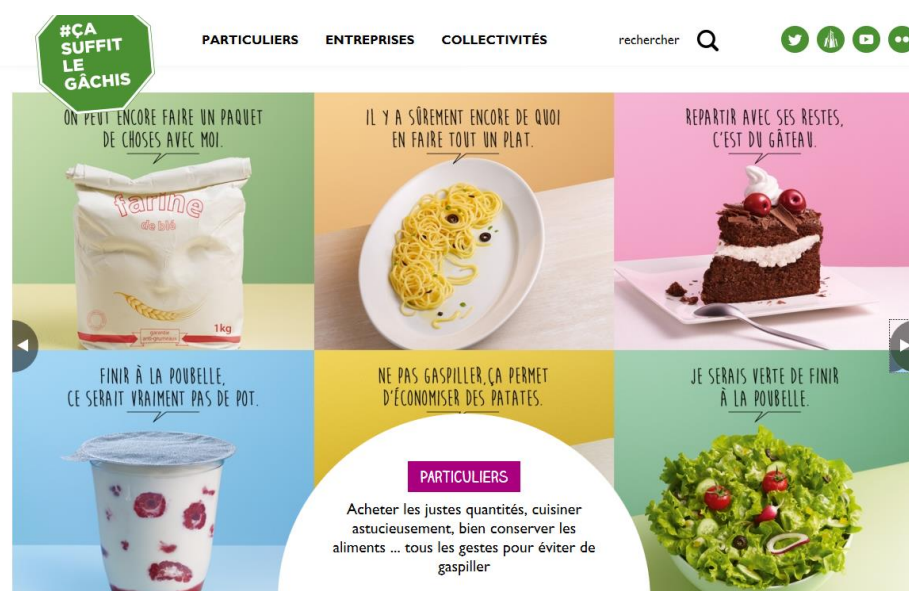 #ÇA
SUFFIT
LE
GÂCHIS
PARTICULIERS ENTREPRISES COLLECTIVITÉS rechercher
ON PEUT ENCORE FAIRE UN PAQUET
DE CHOSES AVEC MOI.
farine
de blé
1kg
garantie
anti-grumeaux
IL Y A SÛREMENT ENCORE DE QUOI
EN FAIRE TOUT UN PLAT.
REPARTIR AVEC SES RESTES,
C'EST DU GÂTEAU.
FINIR À LA POUBELLE,
CE SERAIT VRAIMENT PAS DE POT.
NE PAS GASPILLER, ÇA PERMET
D'ÉCONOMISER DES PATATES.
JE SERAIS VERTE DE FINIR
À LA POUBELLE.
PARTICULIERS
Acheter les justes quantités, cuisiner
astucieusement, bien conserver les
aliments ... tous les gestes pour éviter de
gaspiller